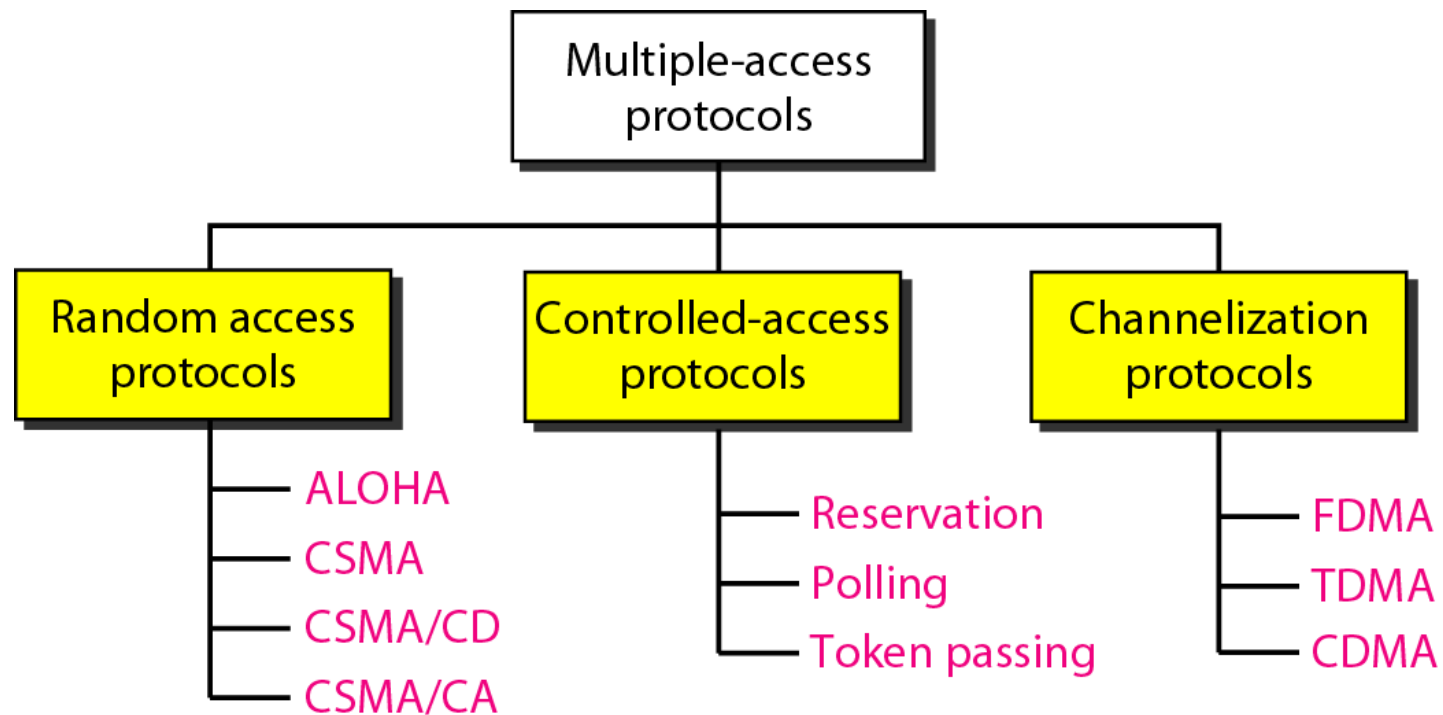 Multiple-access
protocols
Random access
protocols
Controlled-access
protocols
Channelization
protocols
ALOHA
CSMA
CSMA/CD
CSMA/CA
Reservation
Polling
Token passing
FDMA
TDMA
CDMA